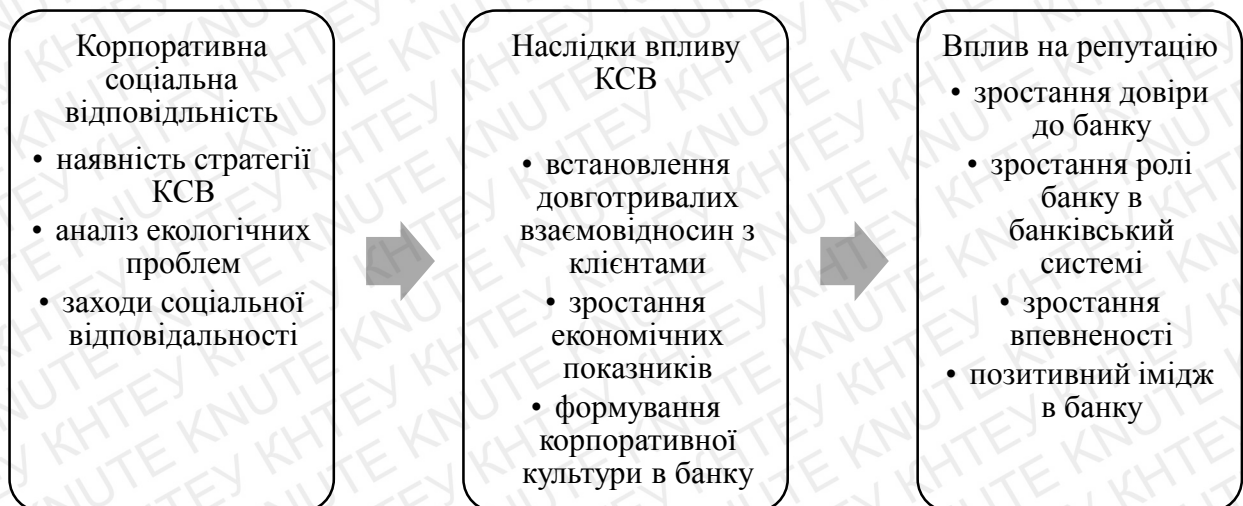 Корпоративна
соціальна
відповідльність
• наявність стратегії
КСВ
• аналіз екологічних
проблем
• заходи соціальної
відповідальності
Наслідки впливу
КСВ
• встановлення
довготривалих
взаємовідносин з
клієнтами
• зростання
економічних
показників
• формування
корпоративної
культури в банку
Вплив на репутацію
• зростання довіри
до банку
• зростання ролі
банку в
банківський
системі
• зростання
впевненості
• позитивний імідж
в банку